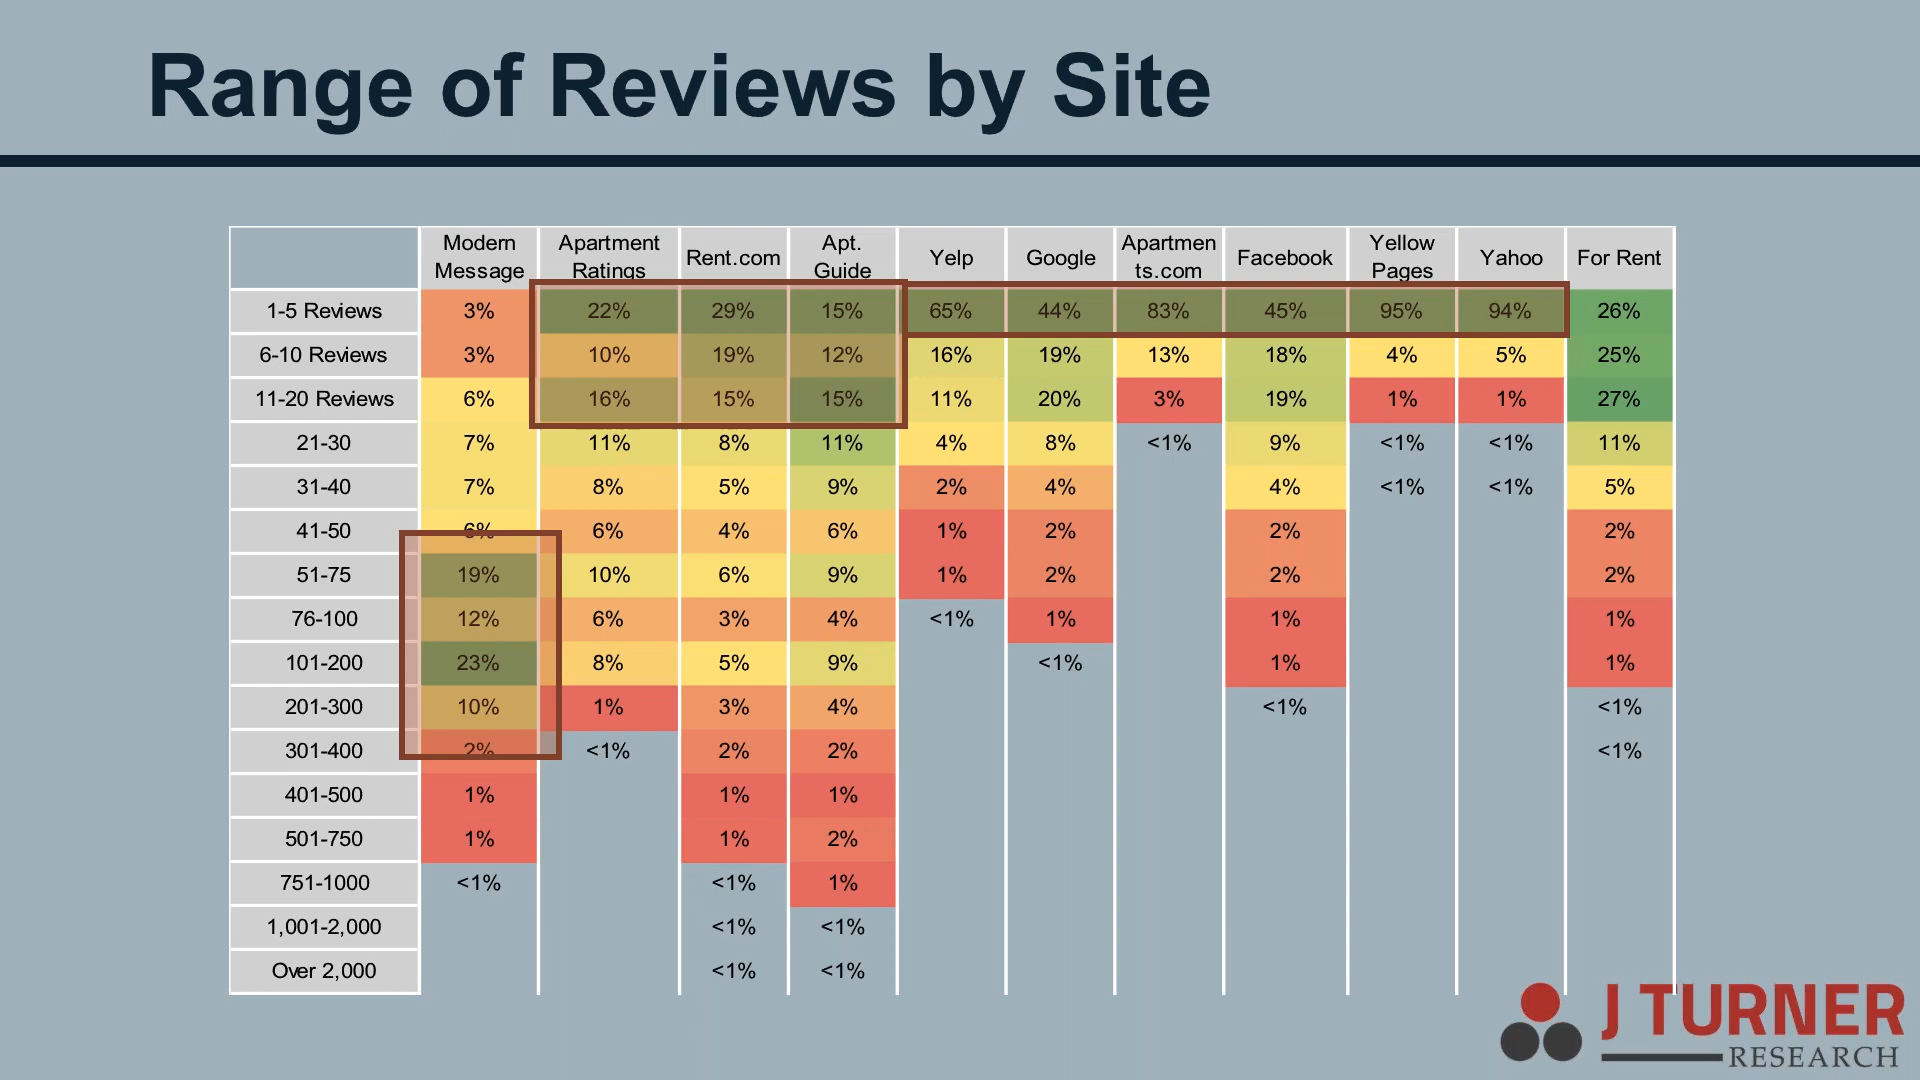 Range of Reviews by Site
Modern Message Apartment Ratings Rent.com Apt. Guide Yelp Google Apartmen ts.com Facebook Yellow Pages Yahoo For Rent
1-5 Reviews 3% 22% 29% 15% 65% 44% 83% 45% 95% 94% 26%
6-10 Reviews 3% 10% 19% 12% 16% 19% 13% 18% 4% 5% 25%
11-20 Reviews 6% 16% 15% 15% 11% 20% 3% 19% 1% 1% 27%
21-30 7% 11% 8% 11% 4% 8% <1% 9% <1% <1% 11%
31-40 7% 8% 5% 9% 2% 4% 4% <1% <1% 5%
41-50 6% 6% 4% 6% 1% 2% 2% 2%
51-75 19% 10% 6% 9% 1% 2% 2% 2%
76-100 12% 6% 3% 4% <1% 1% 1% 1%
101-200 23% 8% 5% 9% <1% 1% 1%
201-300 10% 1% 3% 4% <1% <1%
301-400 2% <1% 2% 2% <1%
401-500 1% 1% 1%
501-750 1% 1% 2%
751-1000 <1% <1% 1%
1,001-2,000 <1% <1%
Over 2,000 <1% <1%
J TURNER
RESEARCH